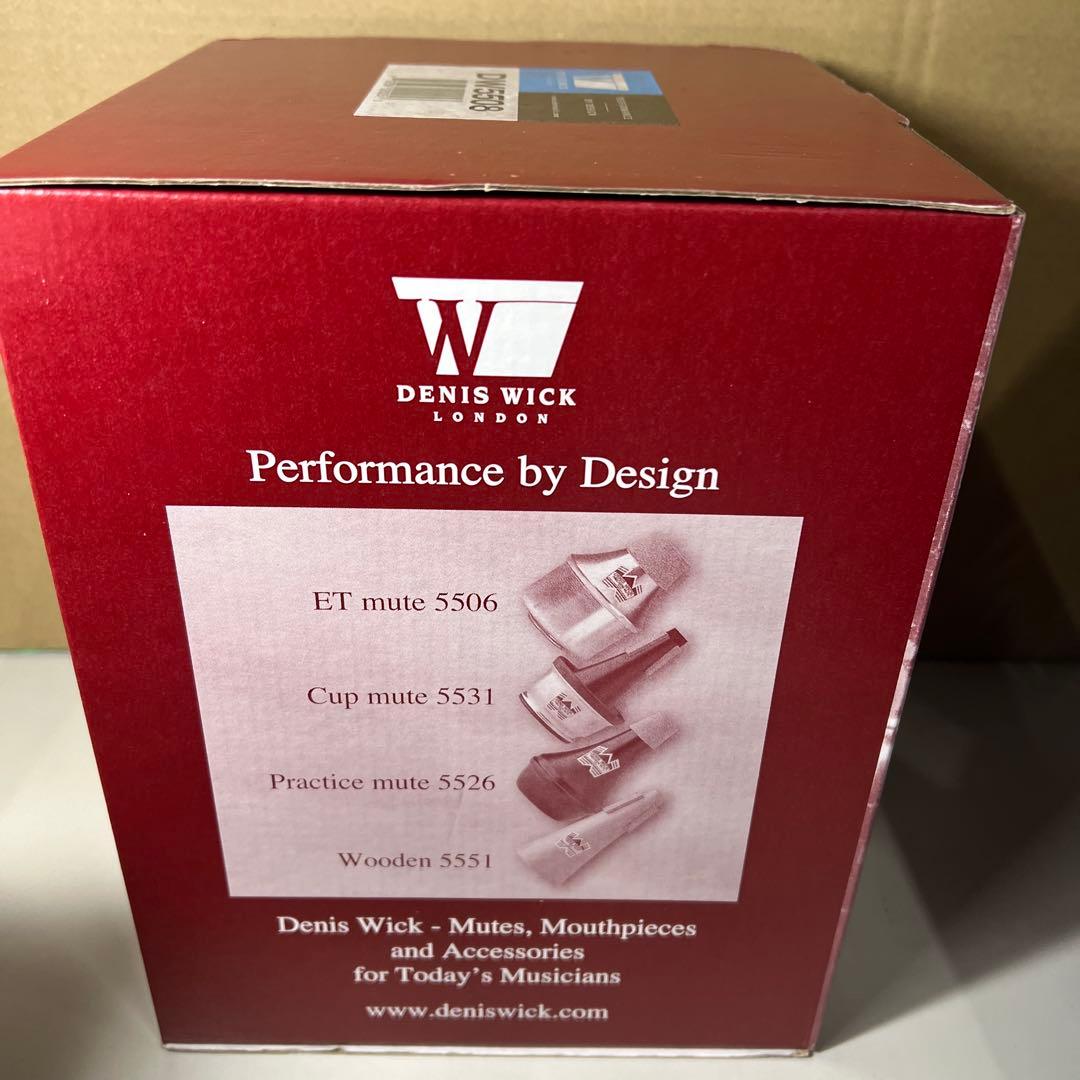 DW5508
DENIS WICK
LONDON
Performance by Design
ET mute 5506
Cup mute 5531
Practice mute 5526
Wooden 5551
Denis Wick - Mutes, Mouthpieces
and Accessories
for Today's Musicians
www.deniswick.com